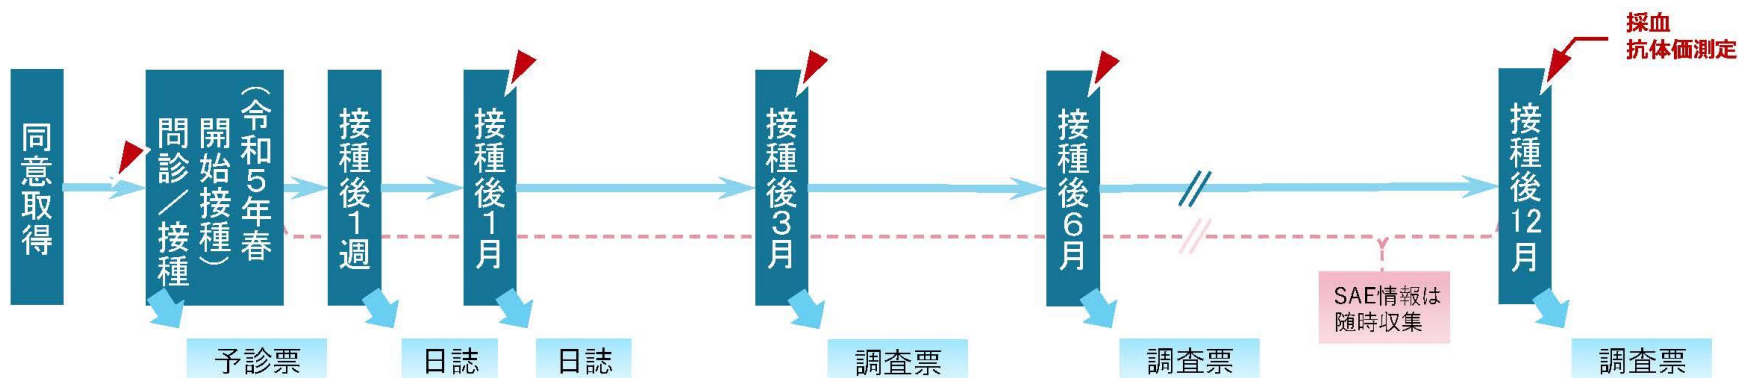 採血
抗体価測定
同意取得
(令和5年春
開始接種)
問診/接種
接種後1週
接種後1月
接種後3月
接種後6月
接種後12月
SAE情報は
随時収集
予診票
日誌
日誌
調査票
調査票
調査票